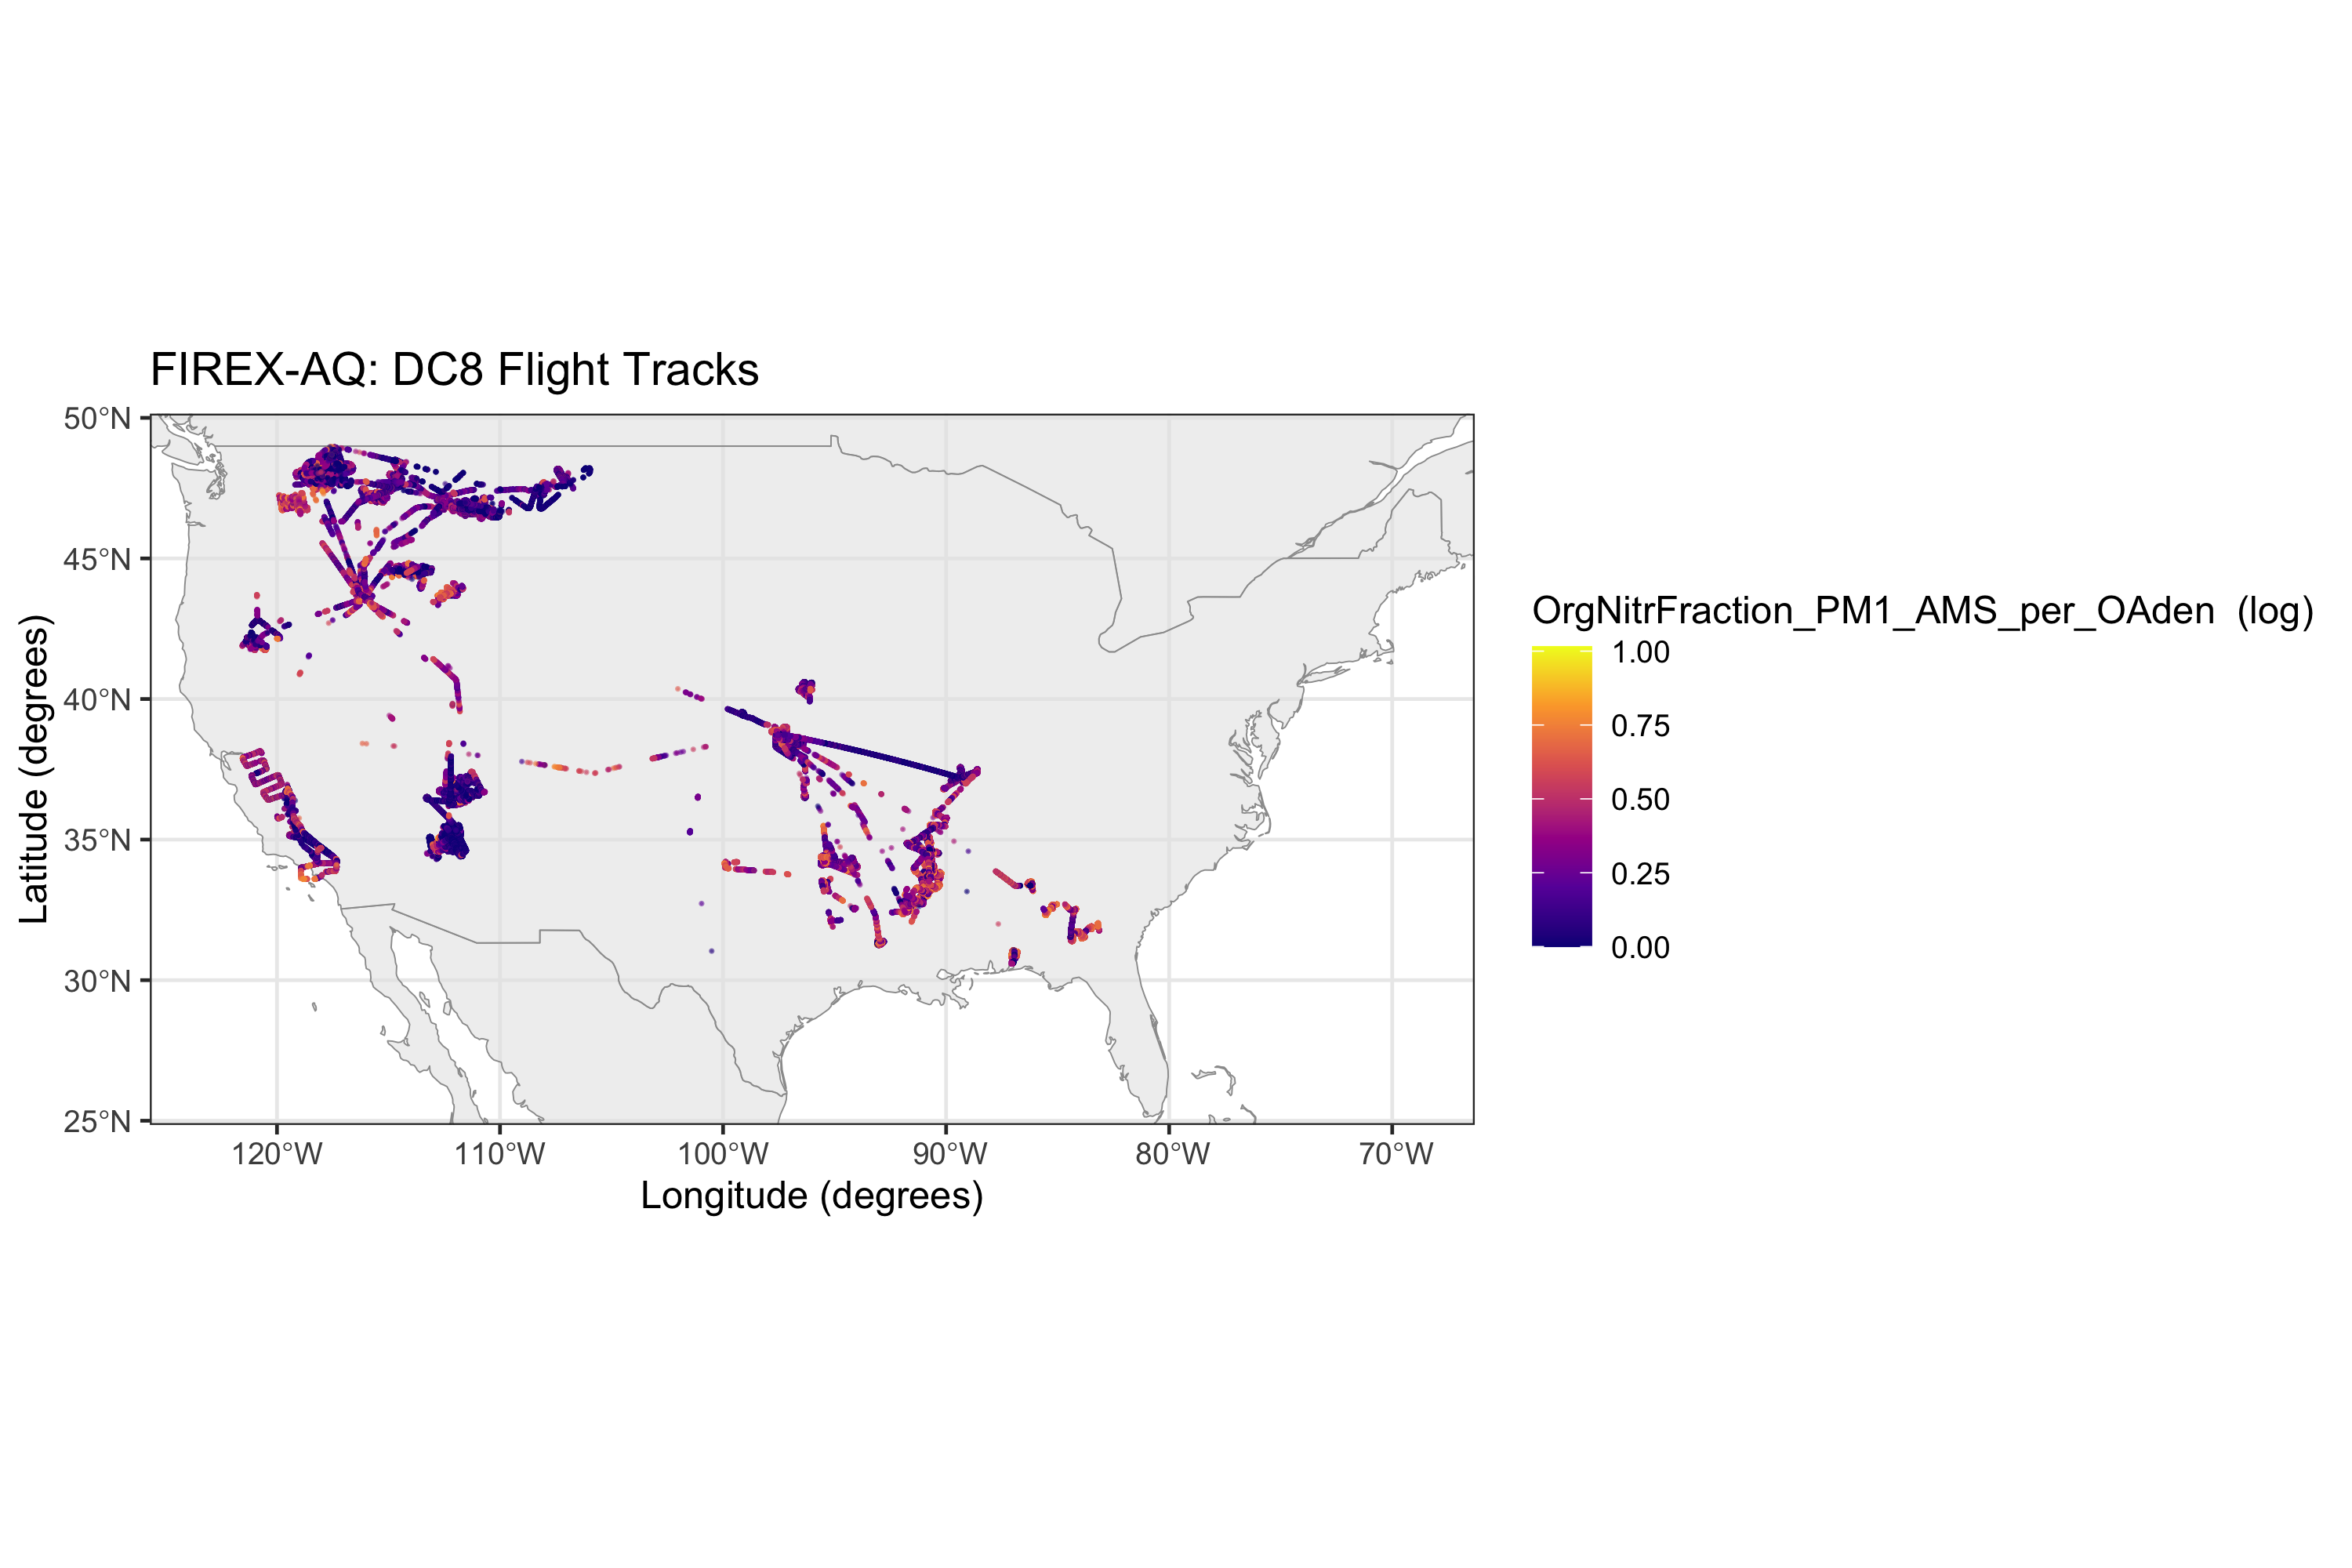 FIREX-AQ: DC8 Flight Tracks
50°N
45°N
40°N
35°N
30°N
25°N
Latitude (degrees)
120°W
110°W
100°W
90°W
80°W
70°W
Longitude (degrees)
OrgNitrFraction_PM1_AMS_per_OAden (log)
1.00
0.75
0.50
0.25
0.00